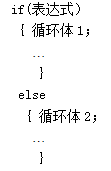 if(表达式)
{ 循环体1;
…
}
else
{ 循环体2;
…
}